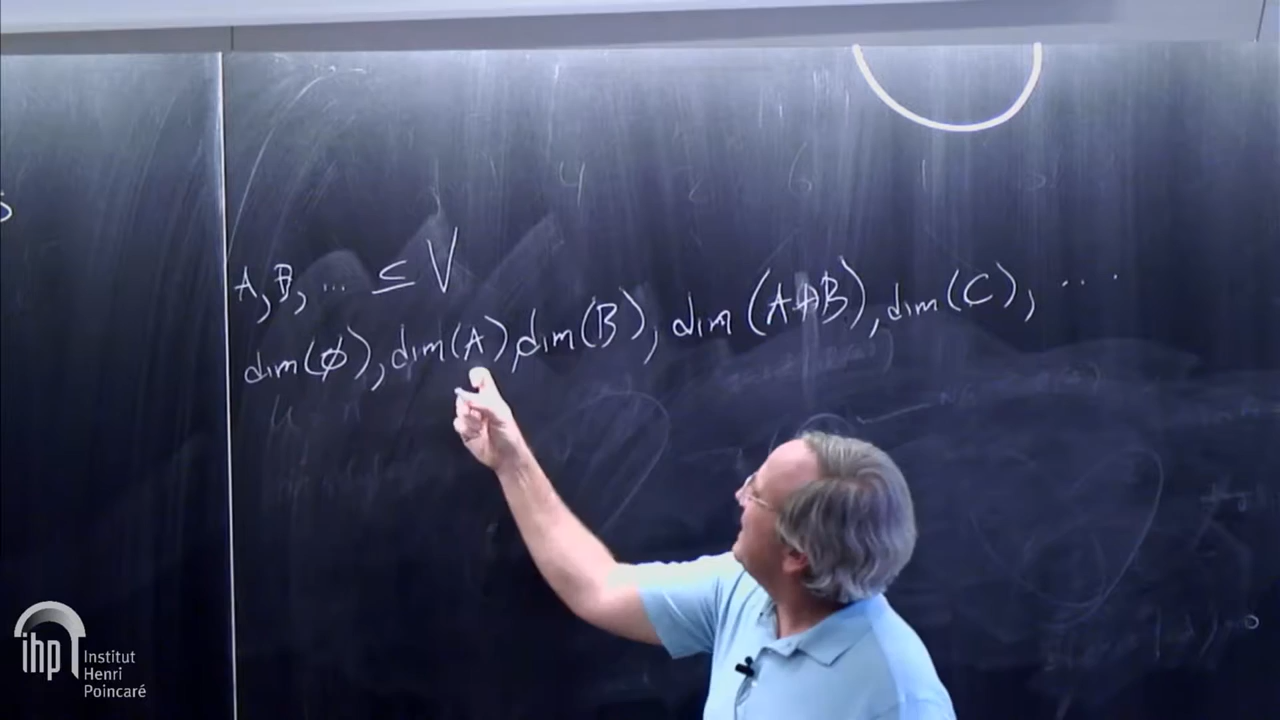 A, B, ... ⊆ V
dim(∅), dim(A), dim(B), dim(A+B), dim(C), ...
ihp
Institut
Henri
Poincaré